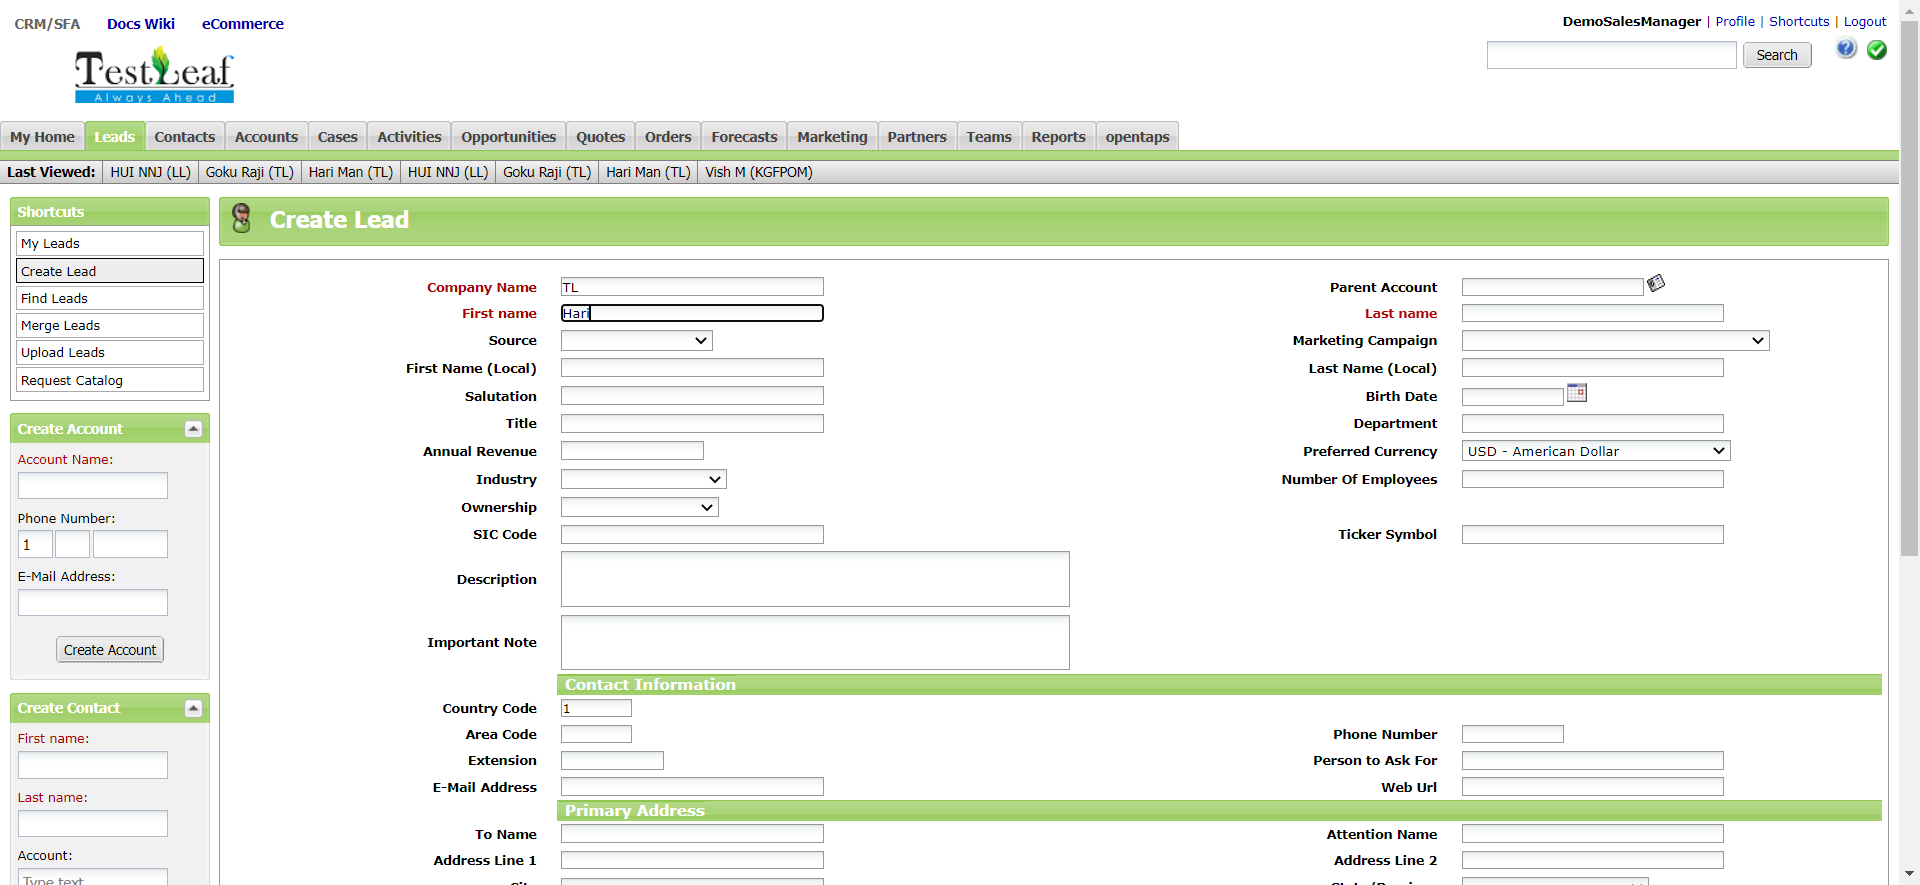 CRM/SFA Docs Wiki eCommerce
DemoSalesManager | Profile | Shortcuts | Logout
Search
TestLeaf
Always Ahead
My Home Leads Contacts Accounts Cases Activities Opportunities Quotes Orders Forecasts Marketing Partners Teams Reports opentaps
Last Viewed: HUI NNJ (LL) Goku Raji (TL) Hari Man (TL) HUI NNJ (LL) Goku Raji (TL) Hari Man (TL) Vish M (KGFPOM)
Shortcuts
My Leads
Create Lead
Find Leads
Merge Leads
Upload Leads
Request Catalog
Create Account
Account Name:
Phone Number:
1
E-Mail Address:
Create Account
Create Contact
First name:
Last name:
Account:
Type text
Create Lead
Company Name TL Parent Account
First name Hari Last name
Source Marketing Campaign
First Name (Local) Last Name (Local)
Salutation Birth Date
Title Department
Annual Revenue Preferred Currency USD - American Dollar
Industry Number Of Employees
Ownership
SIC Code Ticker Symbol
Description
Important Note
Contact Information
Country Code 1
Area Code Phone Number
Extension Person to Ask For
E-Mail Address Web Url
Primary Address
To Name Attention Name
Address Line 1 Address Line 2